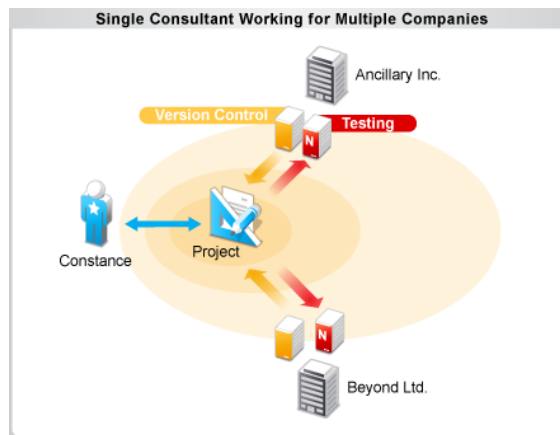 Single Consultant Working for Multiple Companies
Ancillary Inc.
Version Control
Testing
N
Project
Constance
N
Beyond Ltd.